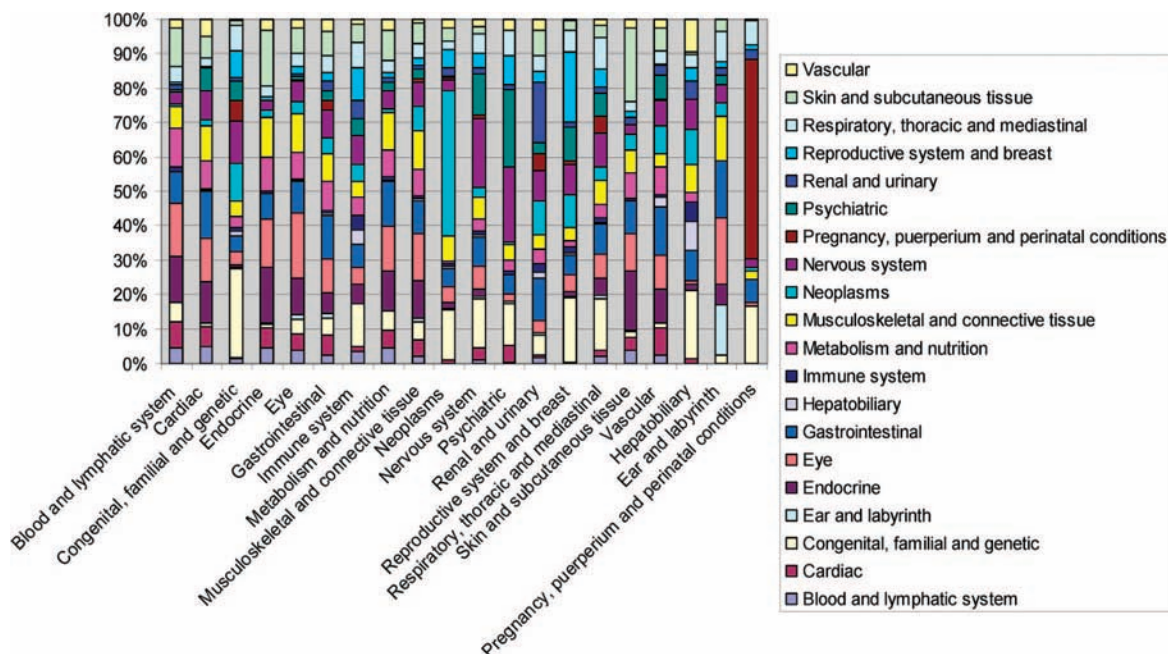 100%
90%
80%
70%
60%
50%
40%
30%
20%
10%
0%
Blood and lymphatic system
Cardiac
Congenital, familial and genetic
Endocrine
Eye
Gastrointestinal
Immune system
Metabolism and nutrition
Musculoskeletal and connective tissue
Neoplasms
Nervous system
Psychiatric
Renal and urinary
Reproductive system and breast
Respiratory, thoracic and mediastinal
Skin and subcutaneous tissue
Vascular
Hepatobiliary
Ear and labyrinth
Pregnancy, puerperium and perinatal conditions
Vascular
Skin and subcutaneous tissue
Respiratory, thoracic and mediastinal
Reproductive system and breast
Renal and urinary
Psychiatric
Pregnancy, puerperium and perinatal conditions
Nervous system
Neoplasms
Musculoskeletal and connective tissue
Metabolism and nutrition
Immune system
Hepatobiliary
Gastrointestinal
Eye
Endocrine
Ear and labyrinth
Congenital, familial and genetic
Cardiac
Blood and lymphatic system